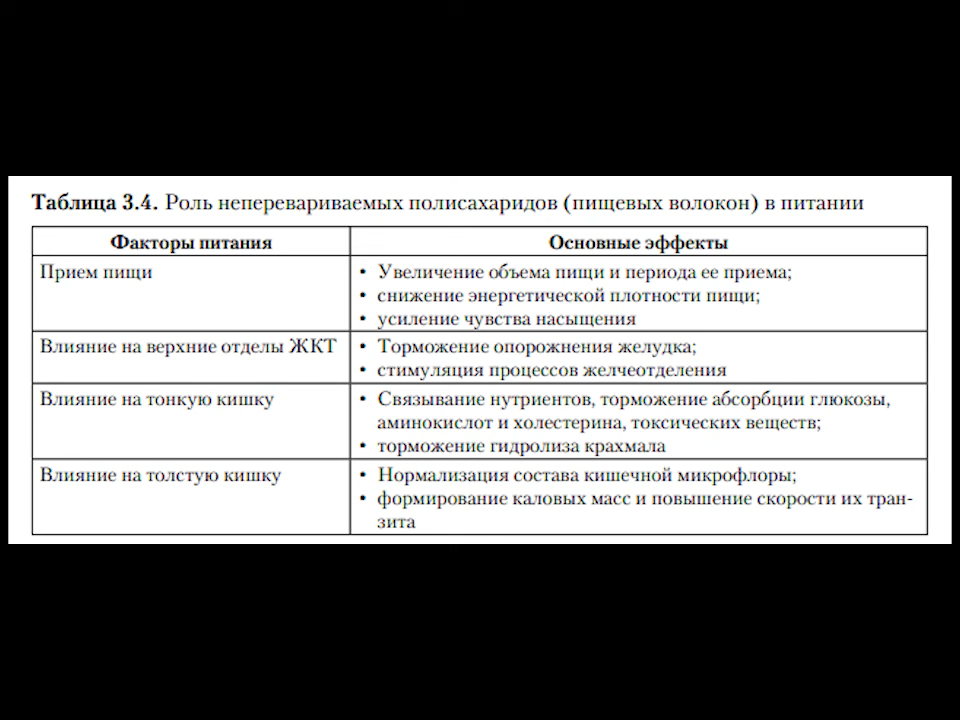 Таблица 3.4. Роль неперевариваемых полисахаридов (пищевых волокон) в питании
Факторы питания
Основные эффекты
Прием пищи
• Увеличение объема пищи и периода ее приема;
• снижение энергетической плотности пищи;
• усиление чувства насыщения
Влияние на верхние отделы ЖКТ
• Торможение опорожнения желудка;
• стимуляция процессов желчеотделения
Влияние на тонкую кишку
• Связывание нутриентов, торможение абсорбции глюкозы,
аминокислот и холестерина, токсических веществ;
• торможение гидролиза крахмала
Влияние на толстую кишку
• Нормализация состава кишечной микрофлоры;
• формирование каловых масс и повышение скорости их тран-
зита